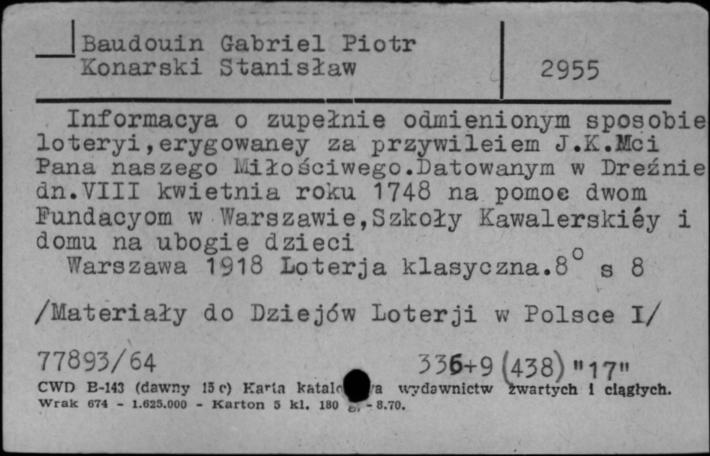 Baudouin Gabriel Piotr
Konarski Stanisław
2955
Informacya o zupełnie odmienionym sposobie
loteryi,erygowaney za przywileiem J.K.Mci
Pana naszego Miłościwego.Datowanym w Dreźnie
dn.VIII kwietnia roku 1748 na pomoc dwom
Fundacyom w Warszawie,Szkoły Kawalerskiéy i
domu na ubogie dzieci
Warszawa 1918 Loterja klasyczna.8° s 8
/Materiały do Dziejów Loterji w Polsce I/
77893/64
336+9(438)"17"
CWD B-143 (dawny 15 c) Karta wydawnictw zwartych i ciągłych.
Wrak 674 - 1.625.000 - Karton 5 kl. 180 - 8.70.